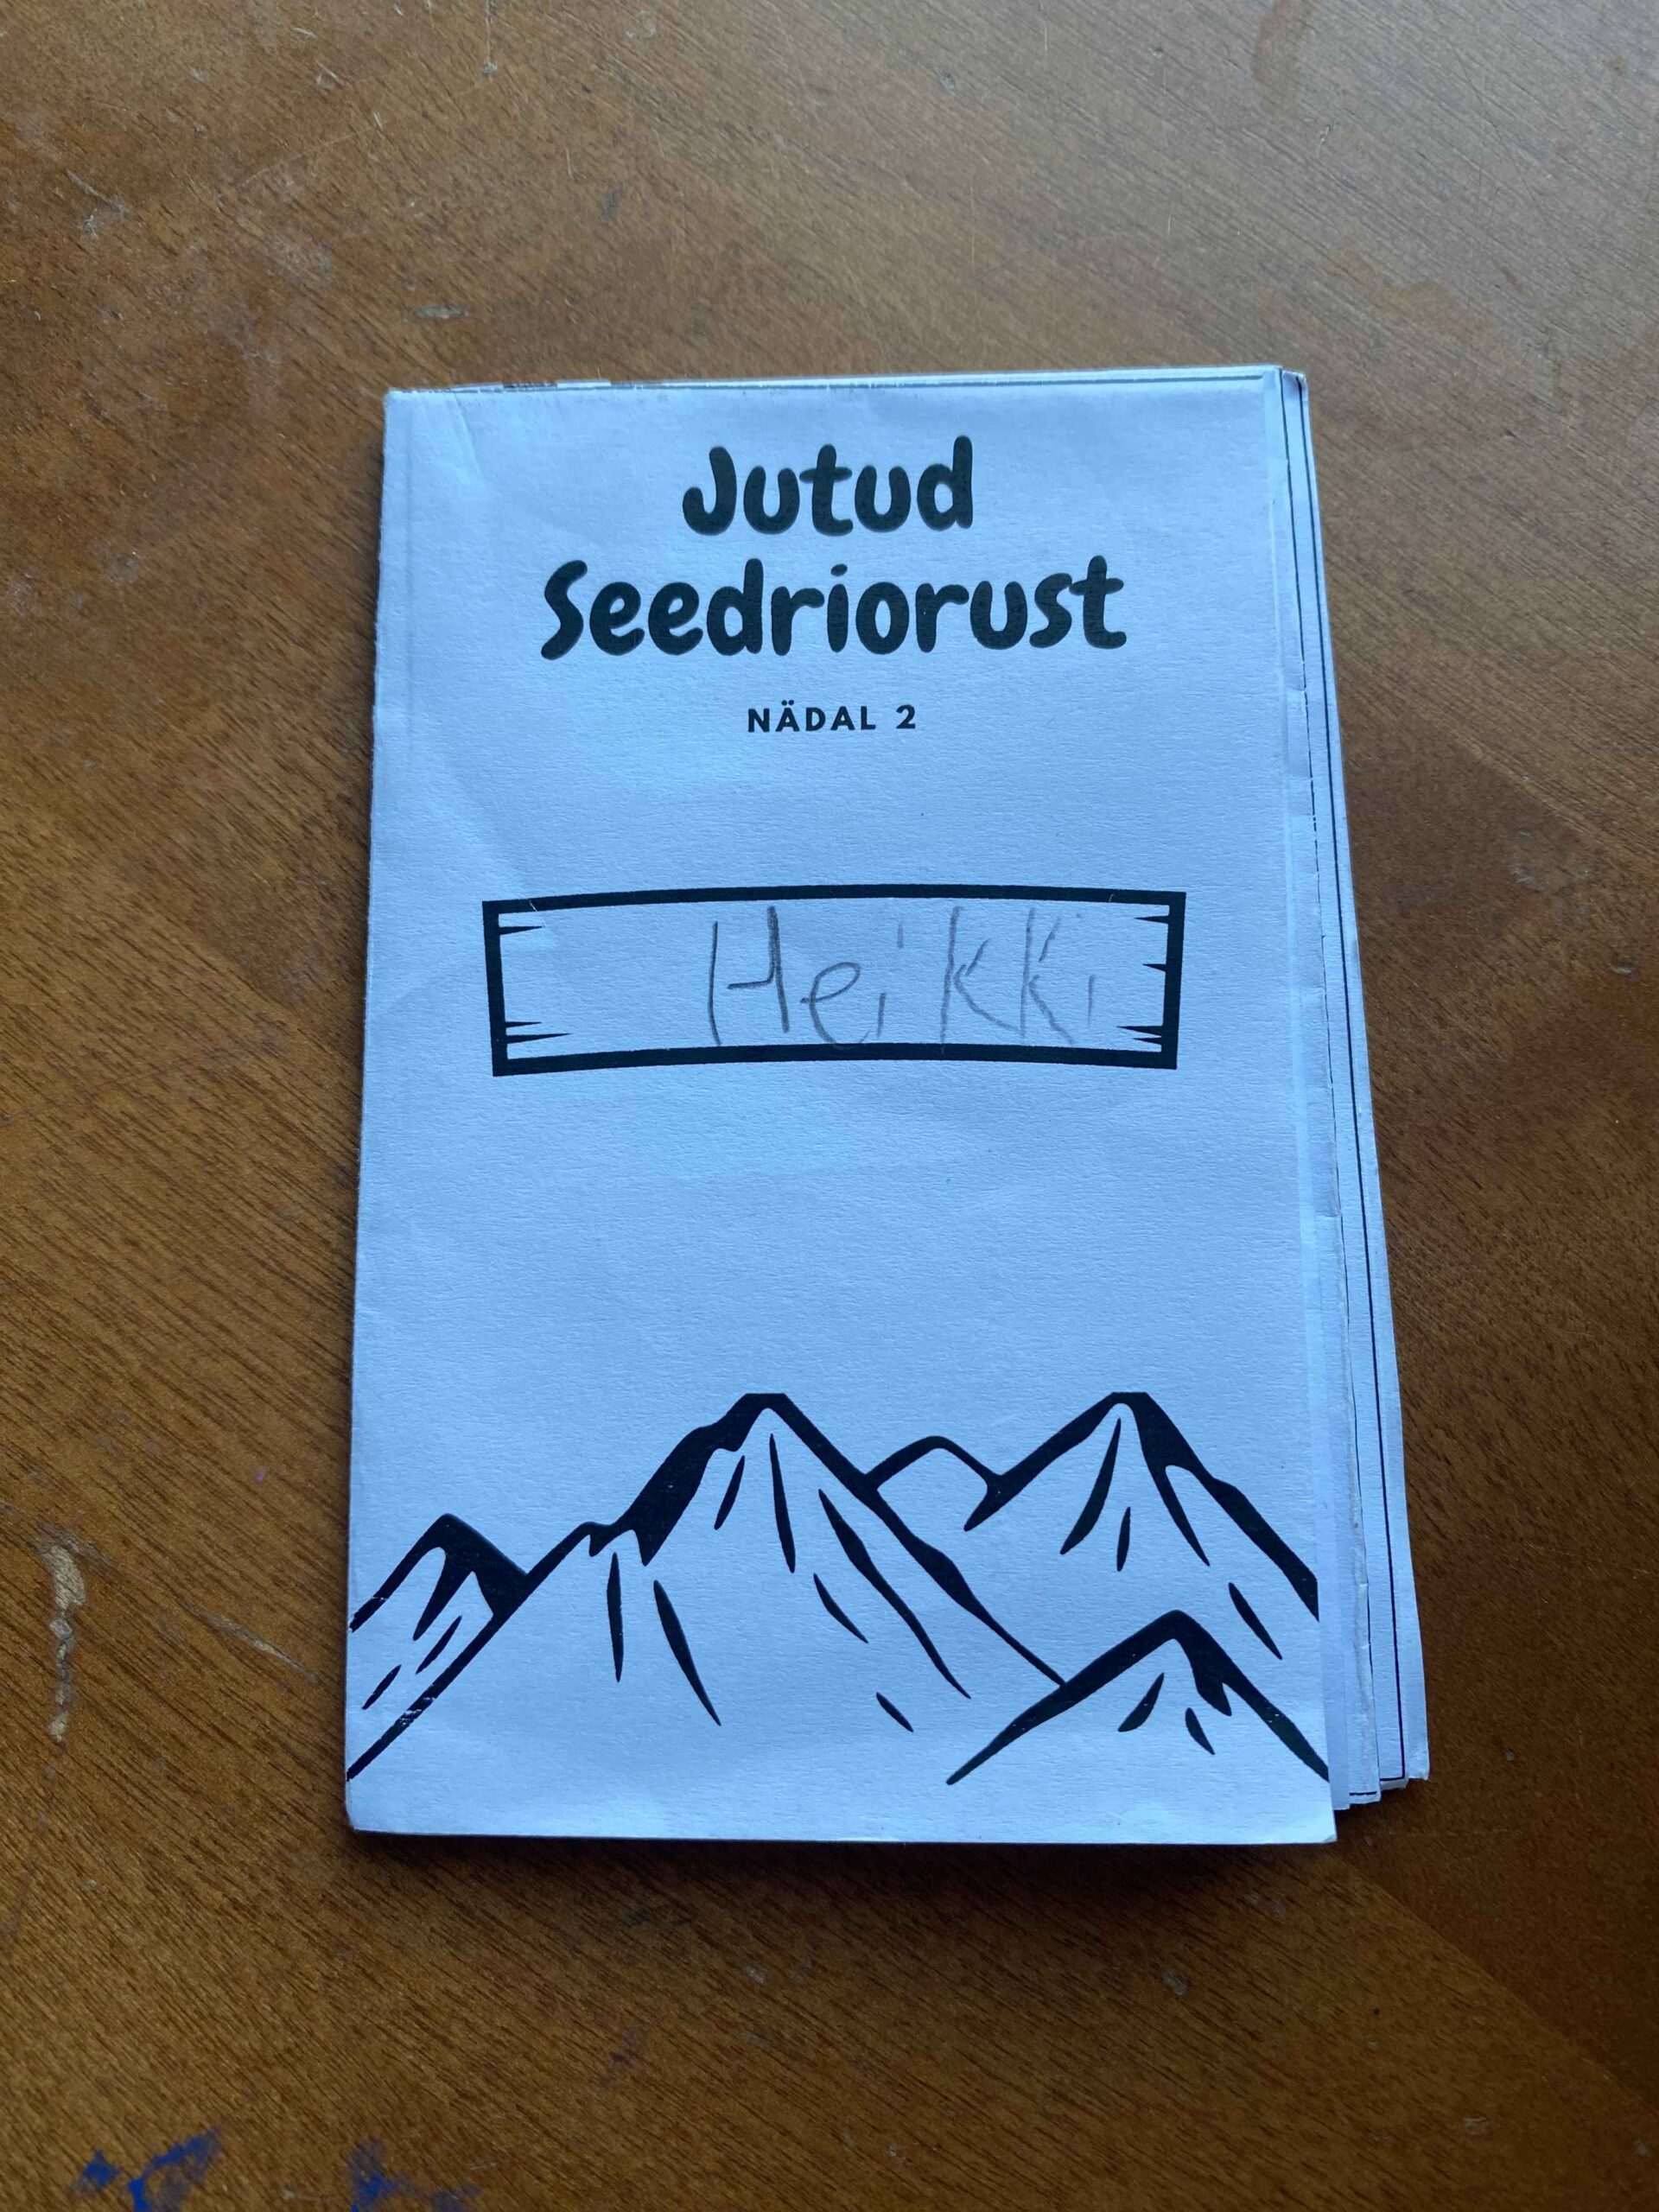 Jutud
Seedriorust
NÄDAL 2
Heikki